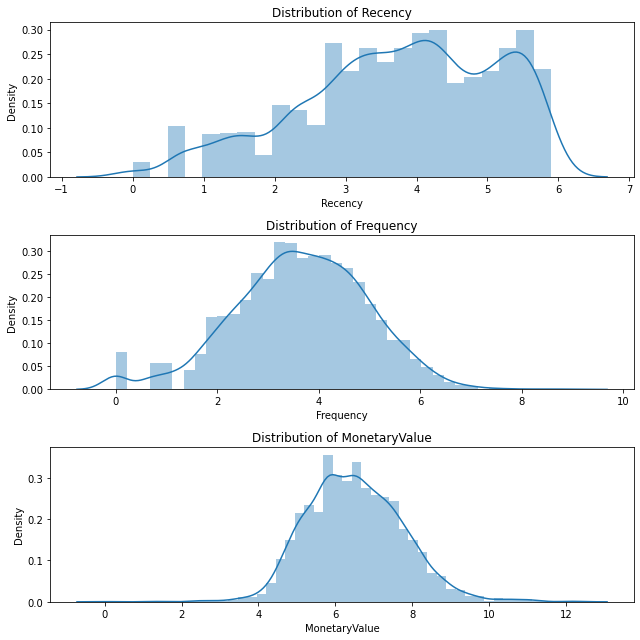 Distribution of Recency
0.30
0.25
0.20
0.15
0.10
0.05
0.00
Density
−1 0 1 2 3 4 5 6 7
Recency
Distribution of Frequency
0.30
0.25
0.20
0.15
0.10
0.05
0.00
Density
0 2 4 6 8 10
Frequency
Distribution of MonetaryValue
0.3
0.2
0.1
0.0
Density
0 2 4 6 8 10 12
MonetaryValue